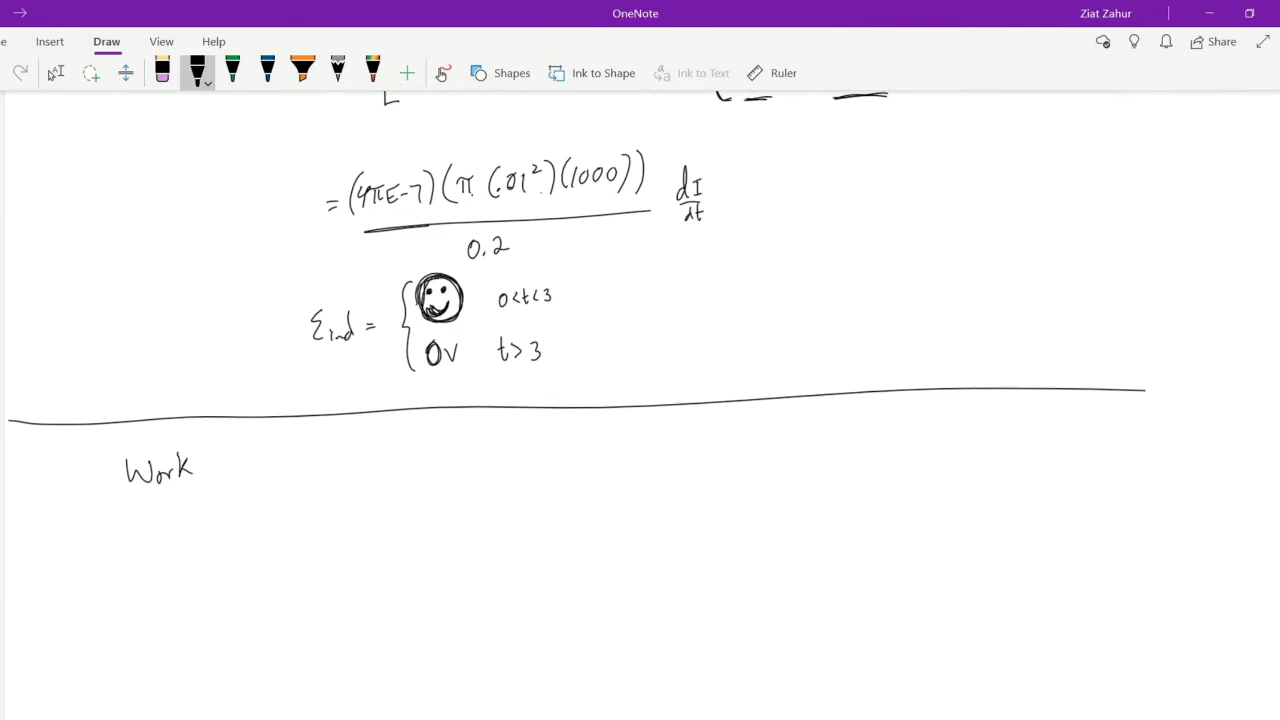 OneNote
Ziat Zahur
Insert Draw View Help
Share
Shapes Ink to Shape Ink to Text Ruler
= (4πE-7)(π(.01²)(1000)) dI
dt
0.2
0<t<3
Ɛind =
0V t>3
Work